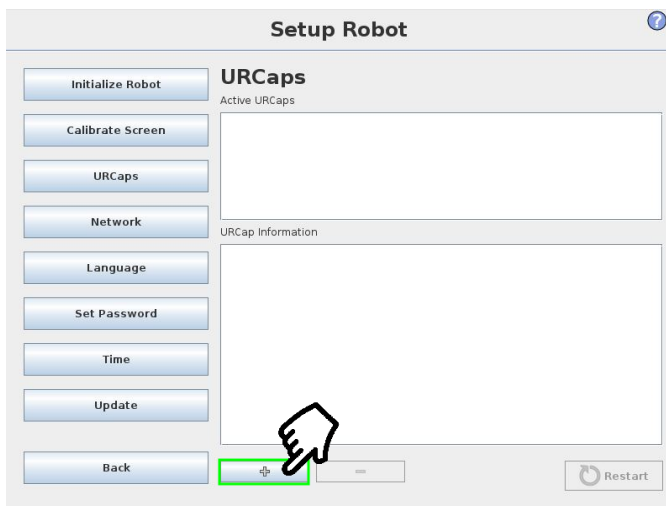 Setup Robot
?
Initialize Robot
Calibrate Screen
URCaps
Network
Language
Set Password
Time
Update
Back
URCaps
Active URCaps
URCap Information
+
−
Restart